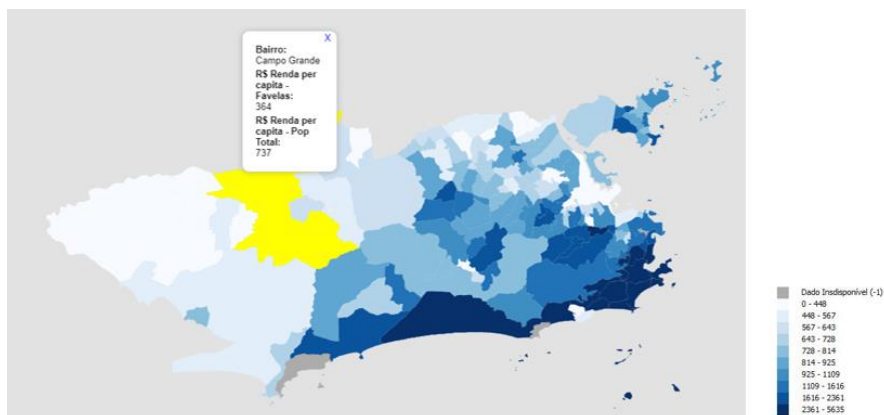 X
Bairro:
Campo Grande
R$ Renda per
capita -
Favelas:
364
R$ Renda per
capita - Pop
Total:
737
Dado Insdisponível (-1)
0 - 448
448 - 567
567 - 643
643 - 728
728 - 814
814 - 925
925 - 1109
1109 - 1616
1616 - 2361
2361 - 5635